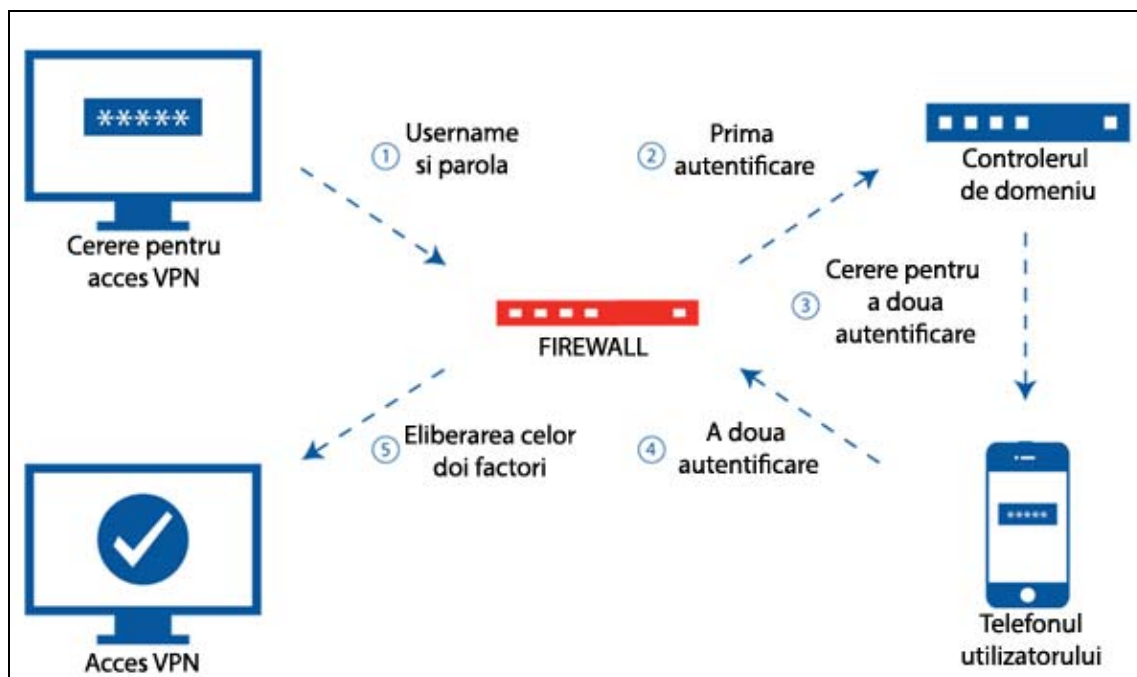 *****
Cerere pentru
acces VPN
1 Username
si parola
2 Prima
autentificare
Controlerul
de domeniu
3 Cerere pentru
a doua
autentificare
FIREWALL
5 Eliberarea celor
doi factori
4 A doua
autentificare
*****
Telefonul
utilizatorului
Acces VPN